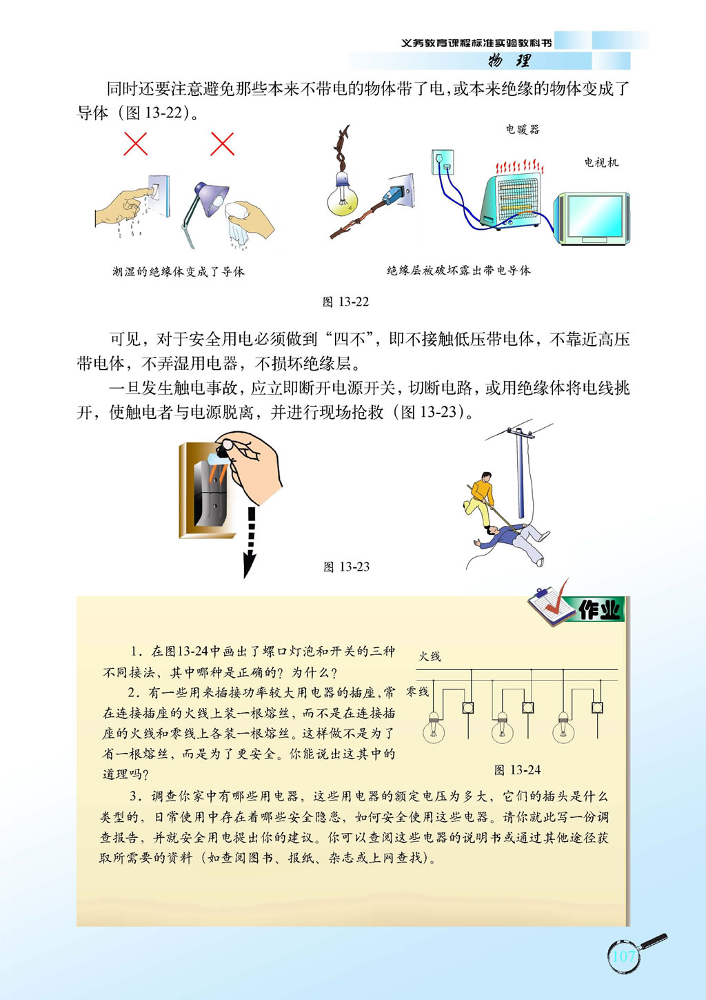 义务教育课程标准实验教科书
物 理
同时还要注意避免那些本来不带电的物体带了电,或本来绝缘的物体变成了
导体（图 13-22）。
电暖器
电视机
潮湿的绝缘体变成了导体
绝缘层被破坏露出带电导体
图 13-22
可见，对于安全用电必须做到“四不”，即不接触低压带电体，不靠近高压
带电体，不弄湿用电器，不损坏绝缘层。
一旦发生触电事故，应立即断开电源开关，切断电路，或用绝缘体将电线挑
开，使触电者与电源脱离，并进行现场抢救（图 13-23）。
图 13-23
作业
1．在图13-24中画出了螺口灯泡和开关的三种
不同接法，其中哪种是正确的？为什么？
2．有一些用来插接功率较大用电器的插座,常
在连接插座的火线上装一根熔丝，而不是在连接插
座的火线和零线上各装一根熔丝。这样做不是为了
省一根熔丝，而是为了更安全。你能说出这其中的
道理吗？
火线
零线
图 13-24
3．调查你家中有哪些用电器，这些用电器的额定电压为多大，它们的插头是什么
类型的，日常使用中存在着哪些安全隐患，如何安全使用这些电器。请你就此写一份调
查报告，并就安全用电提出你的建议。你可以查阅这些电器的说明书或通过其他途径获
取所需要的资料（如查阅图书、报纸、杂志或上网查找）。
107